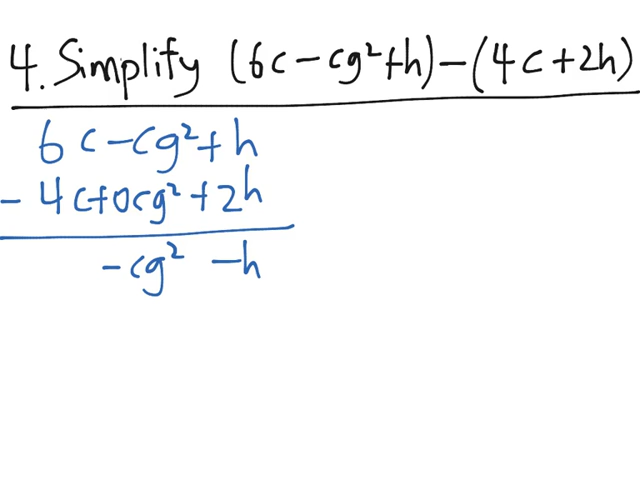 4. Simplify (6c - cg² + h) - (4c + 2h)
6c - cg² + h
- 4c + 0cg² + 2h
- cg² - h